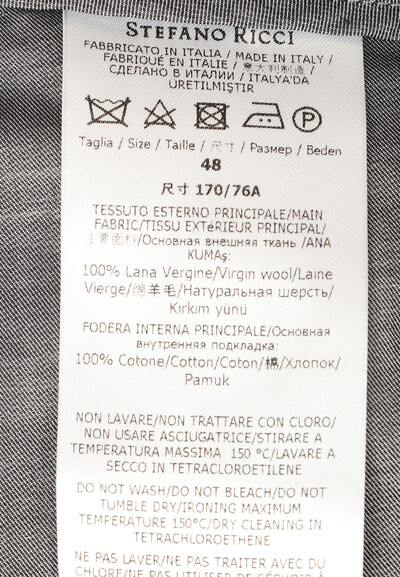 STEFANO RICCI
FABBRICATO IN ITALIA / MADE IN ITALY /
FABRIQUÉ EN ITALIE / 意大利制造 /
СДЕЛАНО В ИТАЛИИ / ITALYA'DA
ÜRETILMIŞTIR
P
Taglia / Size / Taille / 尺寸 / Размер / Beden
48
尺寸 170/76A
TESSUTO ESTERNO PRINCIPALE/MAIN
FABRIC/TISSU EXTéRIEUR PRINCIPAL/
主要面料/Основная внешняя ткань /ANA
KUMAş:
100% Lana Vergine/Virgin wool/Laine
Vierge/绵羊毛/Натуральная шерсть/
Kırkım yünü
FODERA INTERNA PRINCIPALE/Основная
внутренняя подкладка:
100% Cotone/Cotton/Coton/棉/Хлопок/
Pamuk
NON LAVARE/NON TRATTARE CON CLORO/
NON USARE ASCIUGATRICE/STIRARE A
TEMPERATURA MASSIMA 150 °C/LAVARE A
SECCO IN TETRACLOROETILENE
DO NOT WASH/DO NOT BLEACH/DO NOT
TUMBLE DRY/IRONING MAXIMUM
TEMPERATURE 150°C/DRY CLEANING IN
TETRACHLOROETHENE
NE PAS LAVER/NE PAS TRAITER AVEC DU